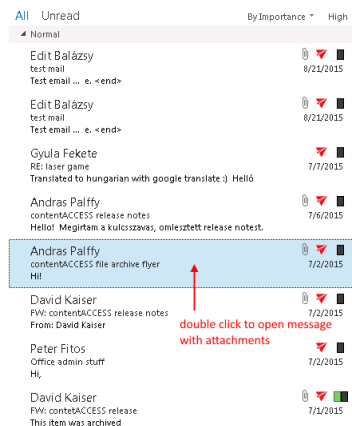 All Unread By Importance High
Normal
Edit Balázsy
test mail 8/21/2015
Test email ... e. <end>
Edit Balázsy
test mail 8/21/2015
Test email ... e. <end>
Gyula Fekete
RE: laser game 7/7/2015
Translated to hungarian with google translate :) Helló
Andras Palffy
contentACCESS release notes 7/6/2015
Hello! Megirtam a kulcsszavas, omlesztett release notest.
Andras Palffy
contentACCESS file archive flyer 7/2/2015
Hi!
David Kaiser
FW: contentACCESS release notes 7/2/2015
From: David Kaiser
double click to open message
with attachments
Peter Fitos
Office admin stuff 7/2/2015
Hi,
David Kaiser
FW: contetACCESS release 7/1/2015
This item was archived